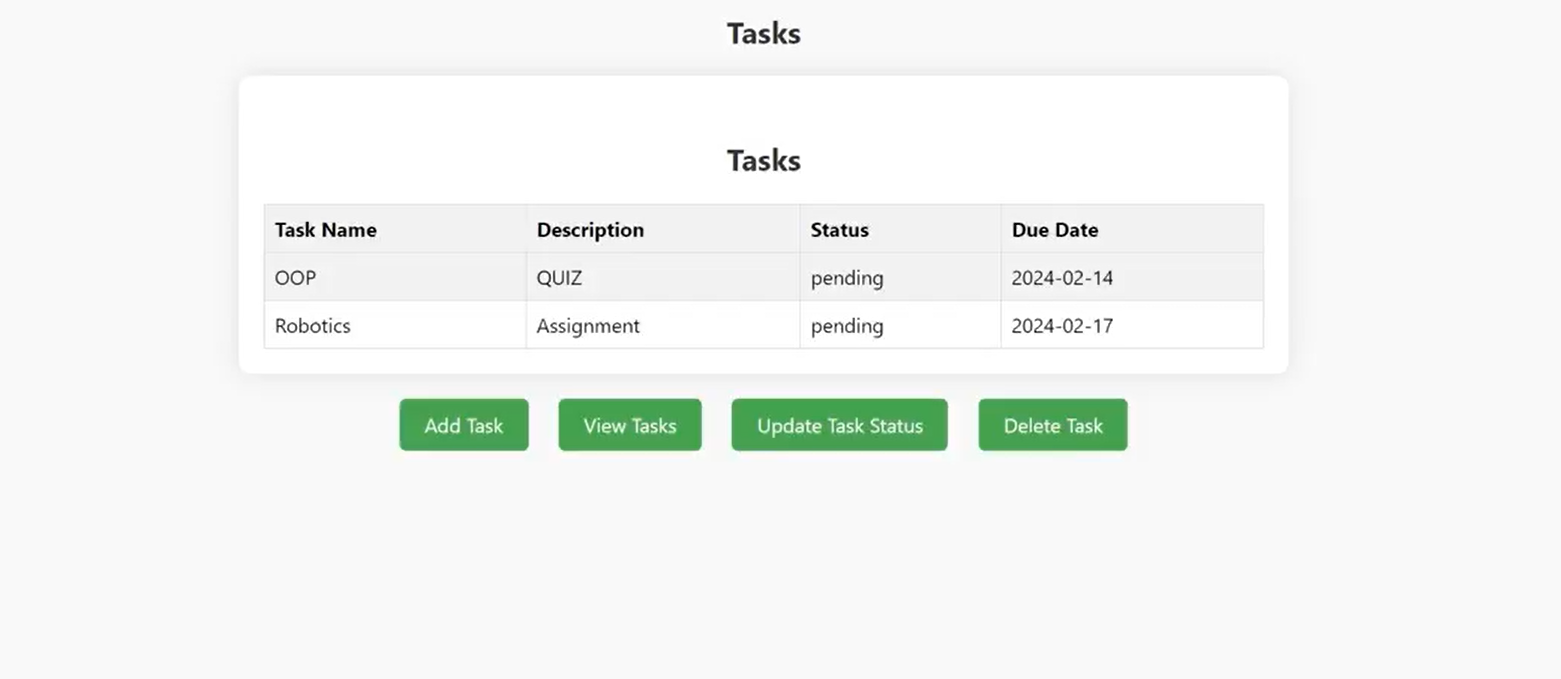 Tasks
Tasks
Task Name Description Status Due Date
OOP QUIZ pending 2024-02-14
Robotics Assignment pending 2024-02-17
Add Task View Tasks Update Task Status Delete Task